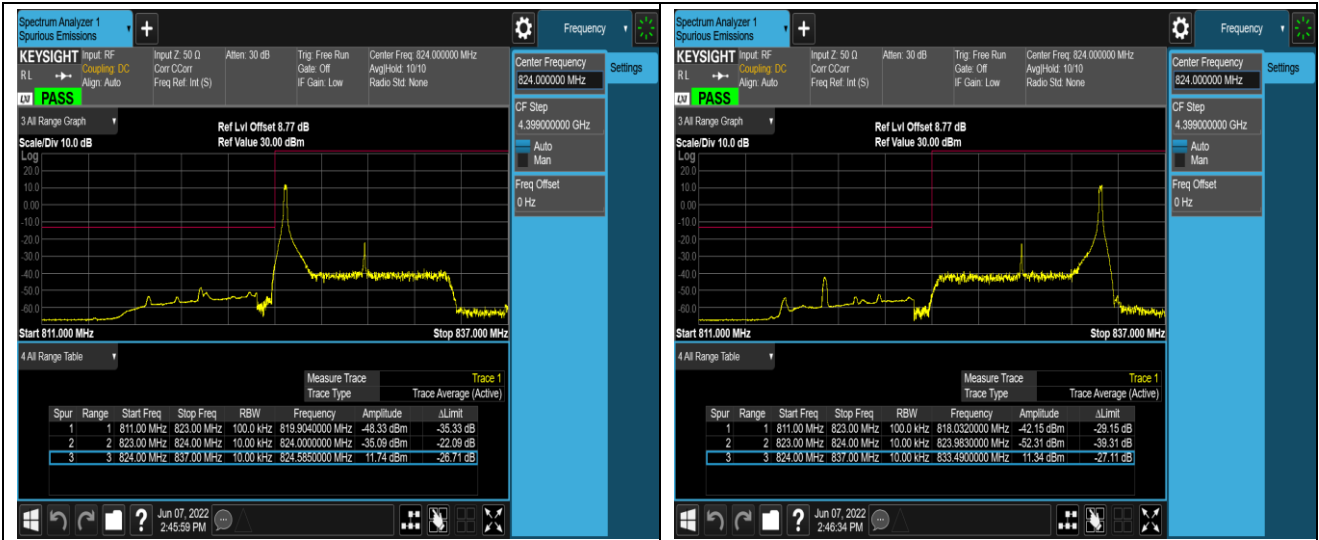 Spectrum Analyzer 1
Spurious Emissions
+
Frequency
KEYSIGHT Input: RF Input Z: 50 Ω Atten: 30 dB Trig: Free Run Center Freq: 824.000000 MHz
Coupling: DC Corr CCorr Gate: Off Avg|Hold: 10/10
RL Align: Auto Freq Ref: Int (S) IF Gain: Low Radio Std: None
LXI PASS
3 All Range Graph
Ref Lvl Offset 8.77 dB
Scale/Div 10.0 dB Ref Value 30.00 dBm
Log
20.0
10.0
0.00
-10.0
-20.0
-30.0
-40.0
-50.0
-60.0
Start 811.000 MHz Stop 837.000 MHz
4 All Range Table
Measure Trace Trace 1
Trace Type Trace Average (Active)
Spur Range Start Freq Stop Freq RBW Frequency Amplitude ΔLimit
1 1 811.00 MHz 823.00 MHz 100.0 kHz 819.9040000 MHz -48.33 dBm -35.33 dB
2 2 823.00 MHz 824.00 MHz 10.00 kHz 824.0000000 MHz -35.09 dBm -22.09 dB
3 3 824.00 MHz 837.00 MHz 10.00 kHz 824.5850000 MHz 11.74 dBm -26.71 dB
?
Jun 07, 2022
2:45:59 PM
Center Frequency
824.000000 MHz
Settings
CF Step
4.399000000 GHz
Auto
Man
Freq Offset
0 Hz
Spectrum Analyzer 1
Spurious Emissions
+
Frequency
KEYSIGHT Input: RF Input Z: 50 Ω Atten: 30 dB Trig: Free Run Center Freq: 824.000000 MHz
Coupling: DC Corr CCorr Gate: Off Avg|Hold: 10/10
RL Align: Auto Freq Ref: Int (S) IF Gain: Low Radio Std: None
LXI PASS
3 All Range Graph
Ref Lvl Offset 8.77 dB
Scale/Div 10.0 dB Ref Value 30.00 dBm
Log
20.0
10.0
0.00
-10.0
-20.0
-30.0
-40.0
-50.0
-60.0
Start 811.000 MHz Stop 837.000 MHz
4 All Range Table
Measure Trace Trace 1
Trace Type Trace Average (Active)
Spur Range Start Freq Stop Freq RBW Frequency Amplitude ΔLimit
1 1 811.00 MHz 823.00 MHz 100.0 kHz 818.0320000 MHz -42.15 dBm -29.15 dB
2 2 823.00 MHz 824.00 MHz 10.00 kHz 823.9830000 MHz -52.31 dBm -39.31 dB
3 3 824.00 MHz 837.00 MHz 10.00 kHz 833.4900000 MHz 11.34 dBm -27.11 dB
?
Jun 07, 2022
2:46:34 PM
Center Frequency
824.000000 MHz
Settings
CF Step
4.399000000 GHz
Auto
Man
Freq Offset
0 Hz